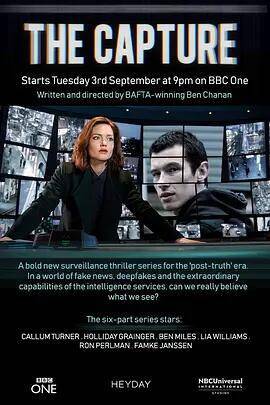 THE CAPTURE
Starts Tuesday 3rd September at 9pm on BBC One
Written and directed by BAFTA-winning Ben Chanan
A bold new surveillance thriller series for the 'post-truth' era.
In a world of fake news, deepfakes and the extraordinary
capabilities of the intelligence services, can we really believe
what we see?
The six-part series stars:
CALLUM TURNER . HOLLIDAY GRAINGER . BEN MILES . LIA WILLIAMS .
RON PERLMAN . FAMKE JANSSEN
BBC
ONE
HEYDAY
NBCUniversal
INTERNATIONAL
STUDIOS